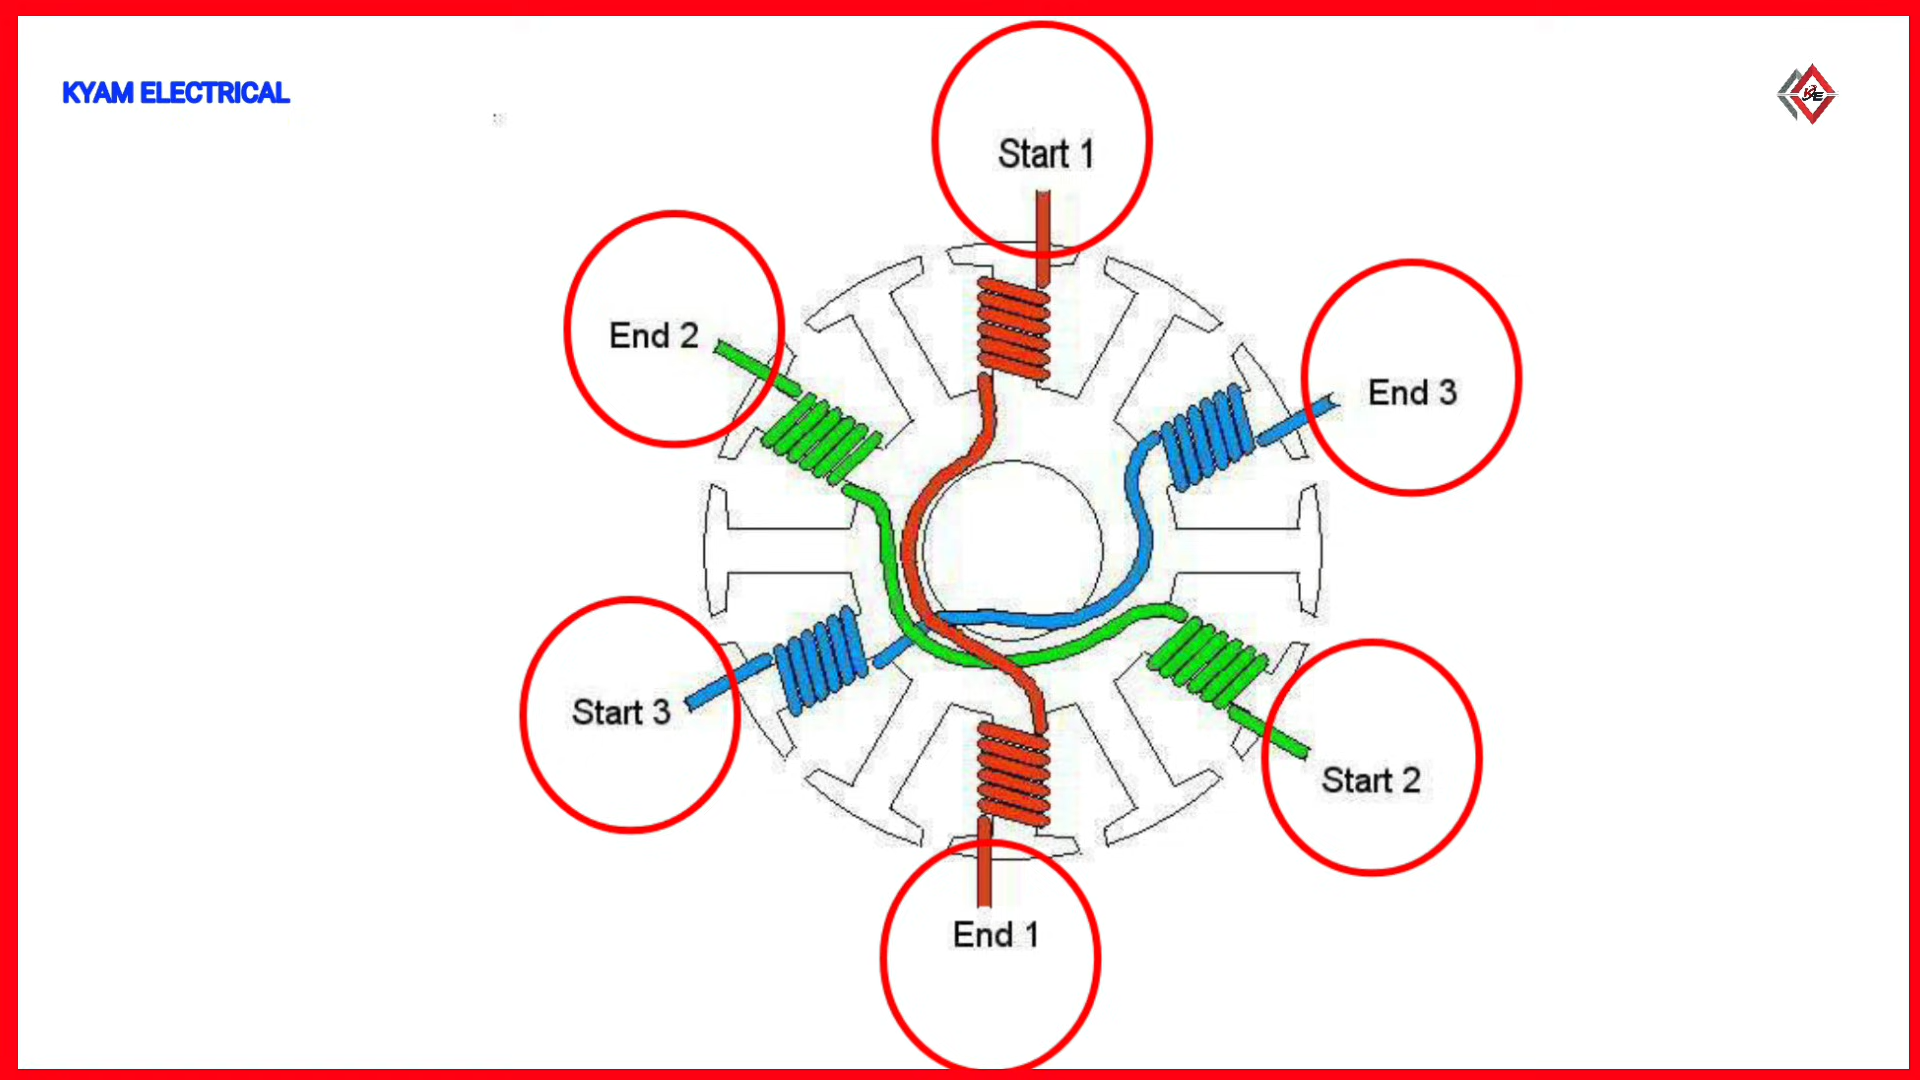 KYAM ELECTRICAL
Start 1
End 2
End 3
Start 3
Start 2
End 1